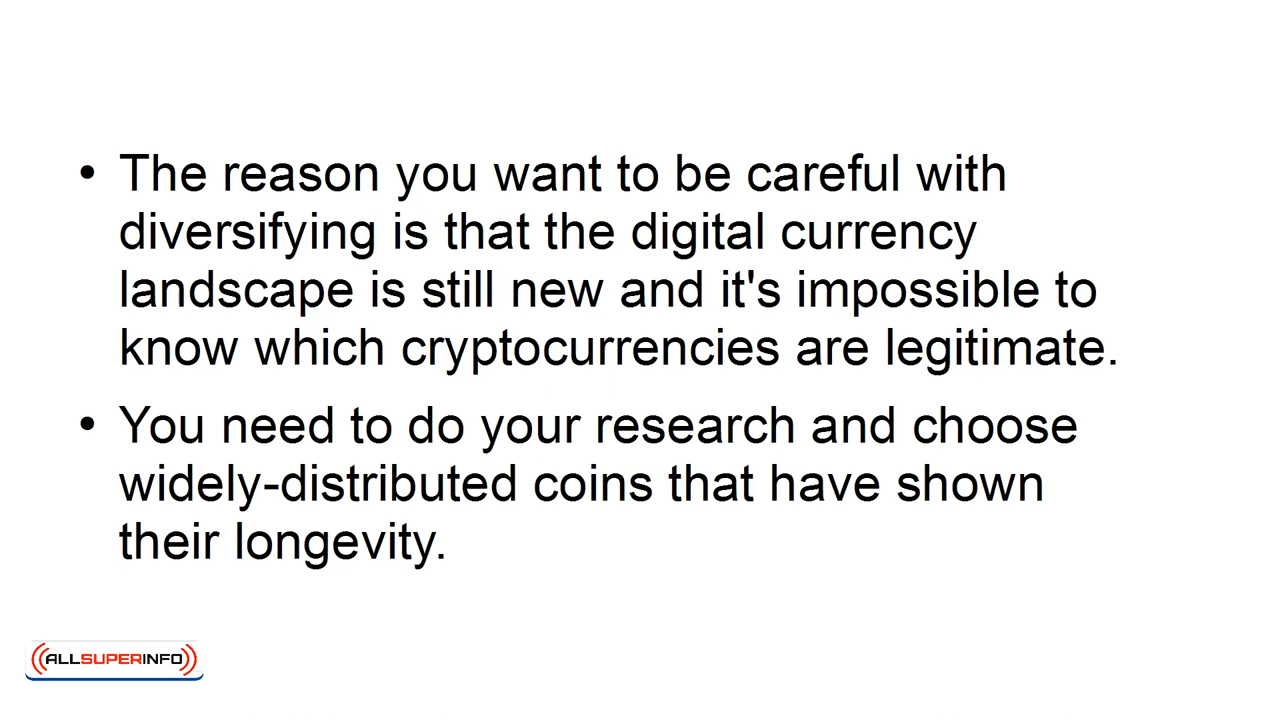 • The reason you want to be careful with
diversifying is that the digital currency
landscape is still new and it's impossible to
know which cryptocurrencies are legitimate.
• You need to do your research and choose
widely-distributed coins that have shown
their longevity.
ALLSUPERINFO